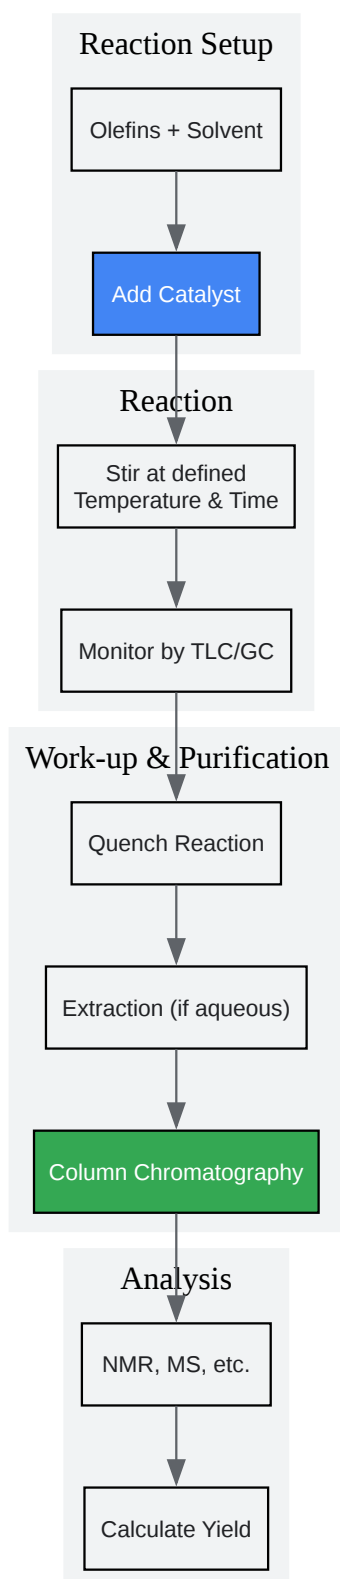 Reaction Setup
Olefins + Solvent
Add Catalyst
Reaction
Stir at defined
Temperature & Time
Monitor by TLC/GC
Work-up & Purification
Quench Reaction
Extraction (if aqueous)
Column Chromatography
Analysis
NMR, MS, etc.
Calculate Yield